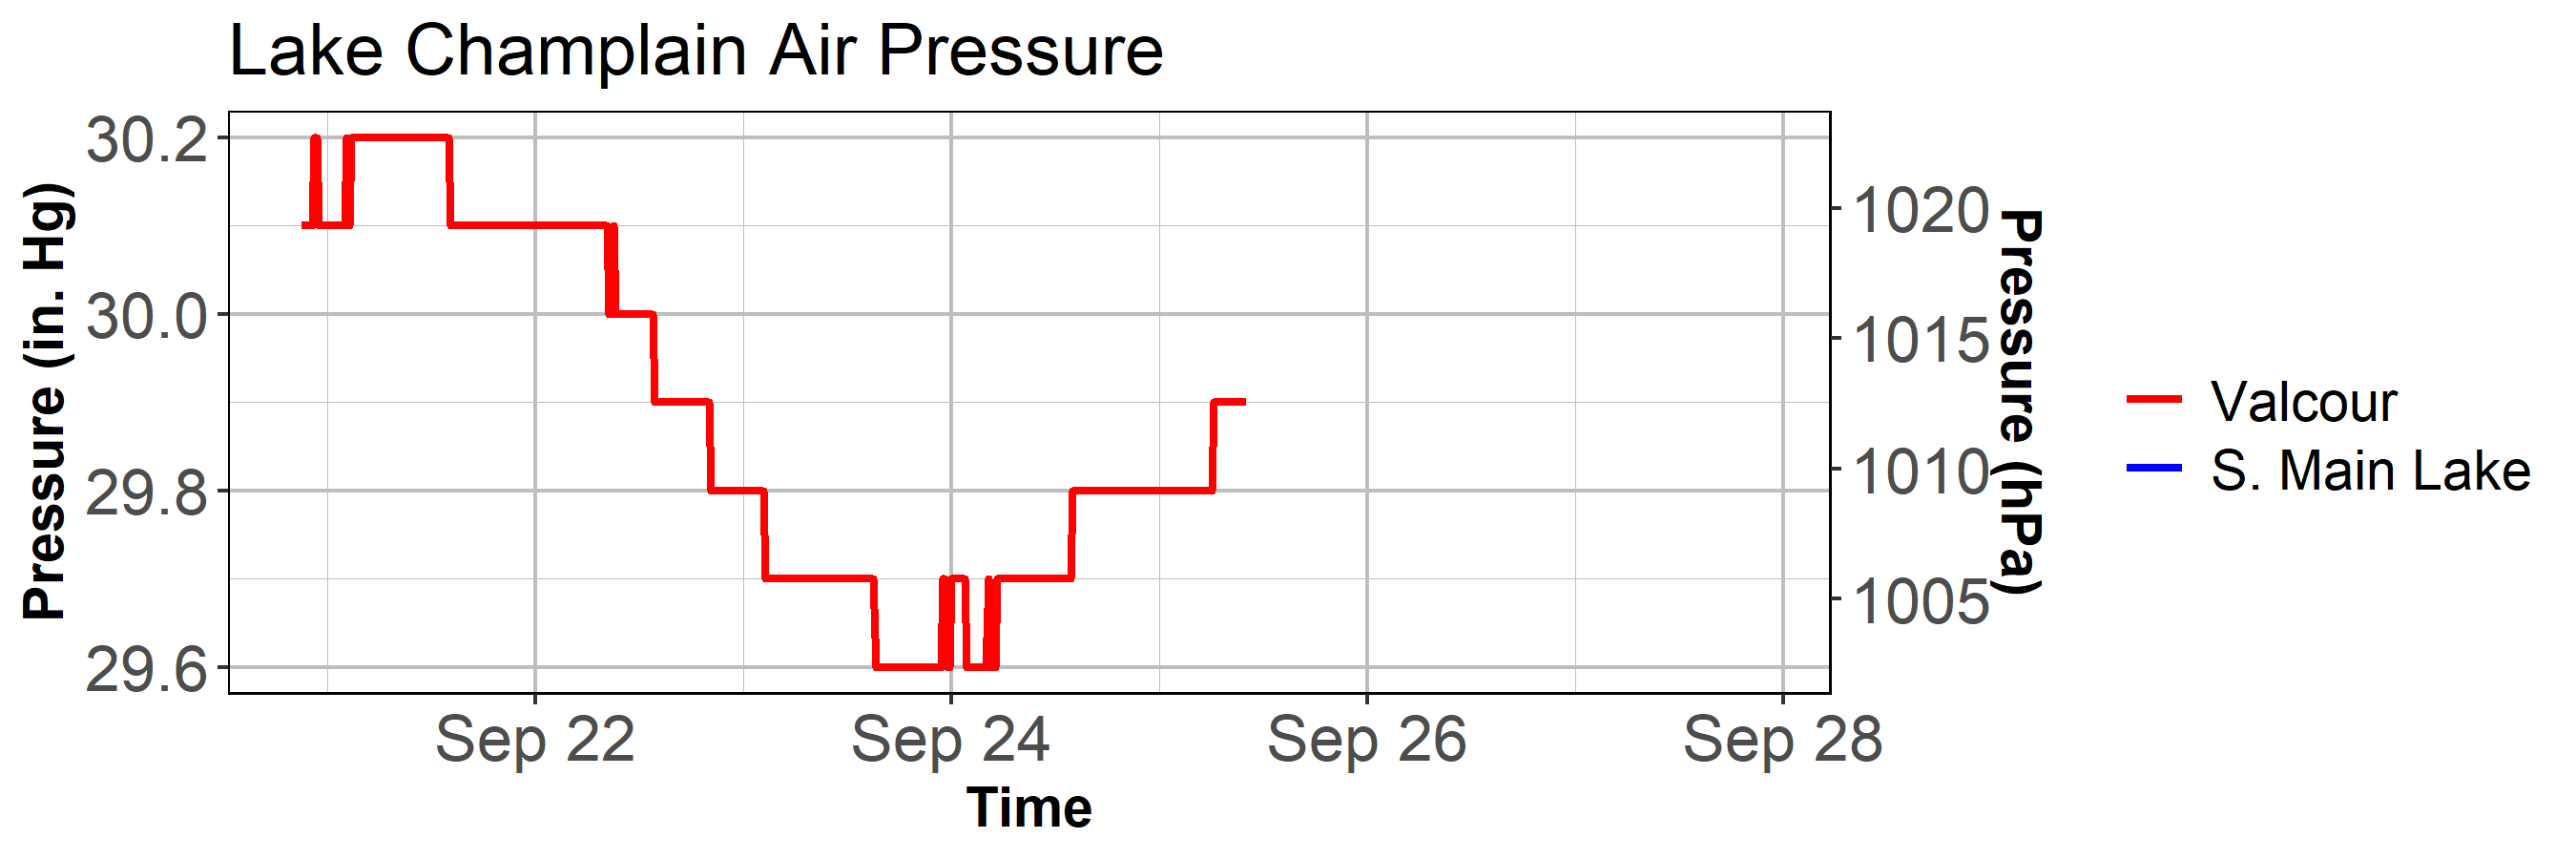 Lake Champlain Air Pressure
Pressure (in. Hg)
30.2
30.0
29.8
29.6
1020
1015
1010
1005
Pressure (hPa)
Valcour
S. Main Lake
Sep 22
Sep 24
Sep 26
Sep 28
Time